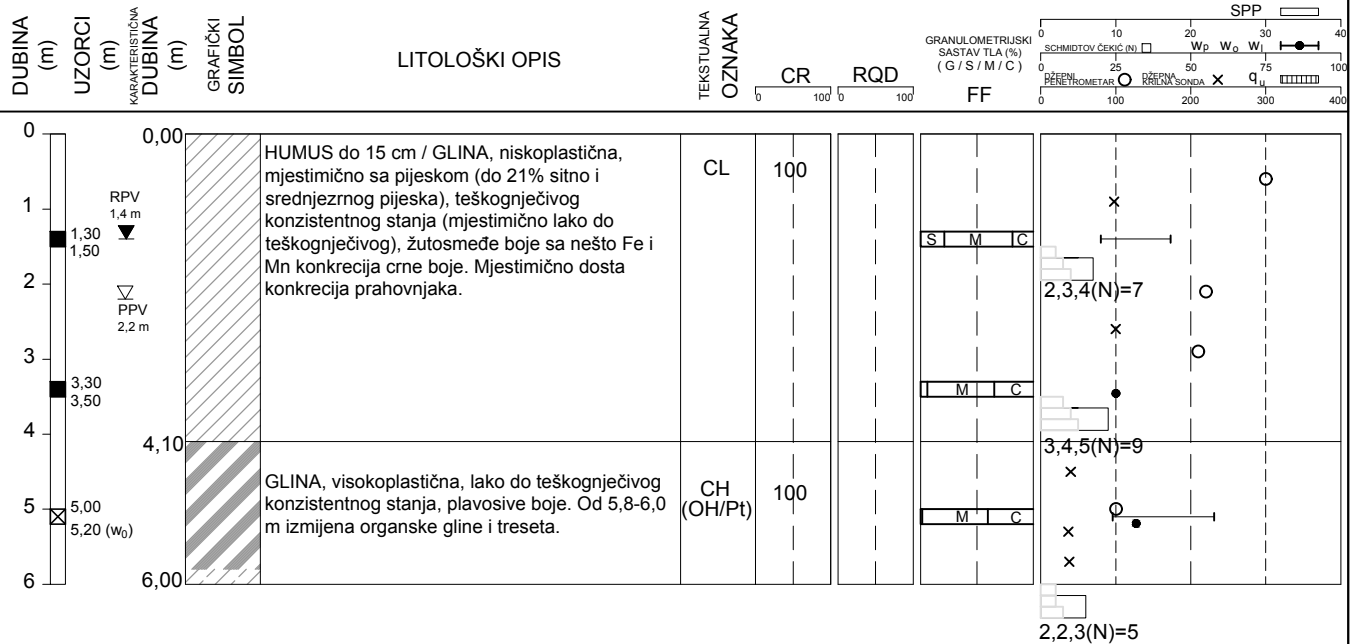 DUBINA
(m)
UZORCI
(m)
KARAKTERISTIČNA
DUBINA
(m)
GRAFIČKI
SIMBOL
LITOLOŠKI OPIS
TEKSTUALNA
OZNAKA
CR
0 100
RQD
0 100
GRANULOMETRIJSKI
SASTAV TLA (%)
( G / S / M / C )
FF
SPP
0 10 20 30 40
SCHMIDTOV ČEKIĆ (N)
wp wo wl
0 25 50 75 100
DŽEPNI
PENETROMETAR
DŽEPNA
KRILNA SONDA
qu
0 100 200 300 400
0
1
2
3
4
5
6
1,30
1,50
3,30
3,50
5,00
5,20 (w0)
RPV
1,4 m
PPV
2,2 m
0,00
4,10
6,00
HUMUS do 15 cm / GLINA, niskoplastična,
mjestimično sa pijeskom (do 21% sitno i
srednjezrnog pijeska), teškognječivog
konzistentnog stanja (mjestimično lako do
teškognječivog), žutosmeđe boje sa nešto Fe i
Mn konkrecija crne boje. Mjestimično dosta
konkrecija prahovnjaka.
CL
100
S M C
2,3,4(N)=7
M C
3,4,5(N)=9
GLINA, visokoplastična, lako do teškognječivog
konzistentnog stanja, plavosive boje. Od 5,8-6,0
m izmijena organske gline i treseta.
CH
(OH/Pt)
100
M C
2,2,3(N)=5